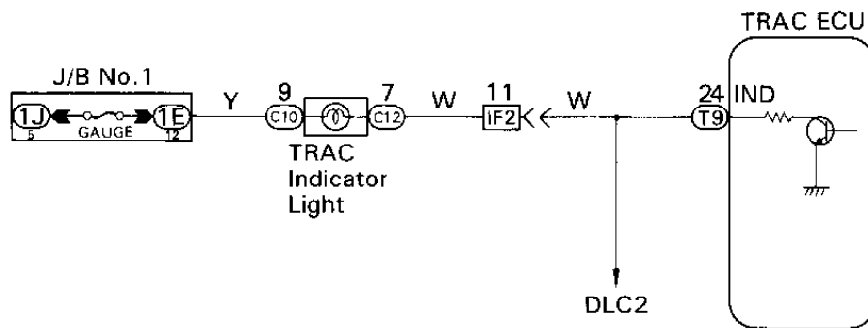 TRAC ECU
J/B No.1
1J
5
GAUGE
1E
12
Y
9
C10
TRAC
Indicator
Light
7
C12
W
11
IF2
W
24
IND
T9
DLC2